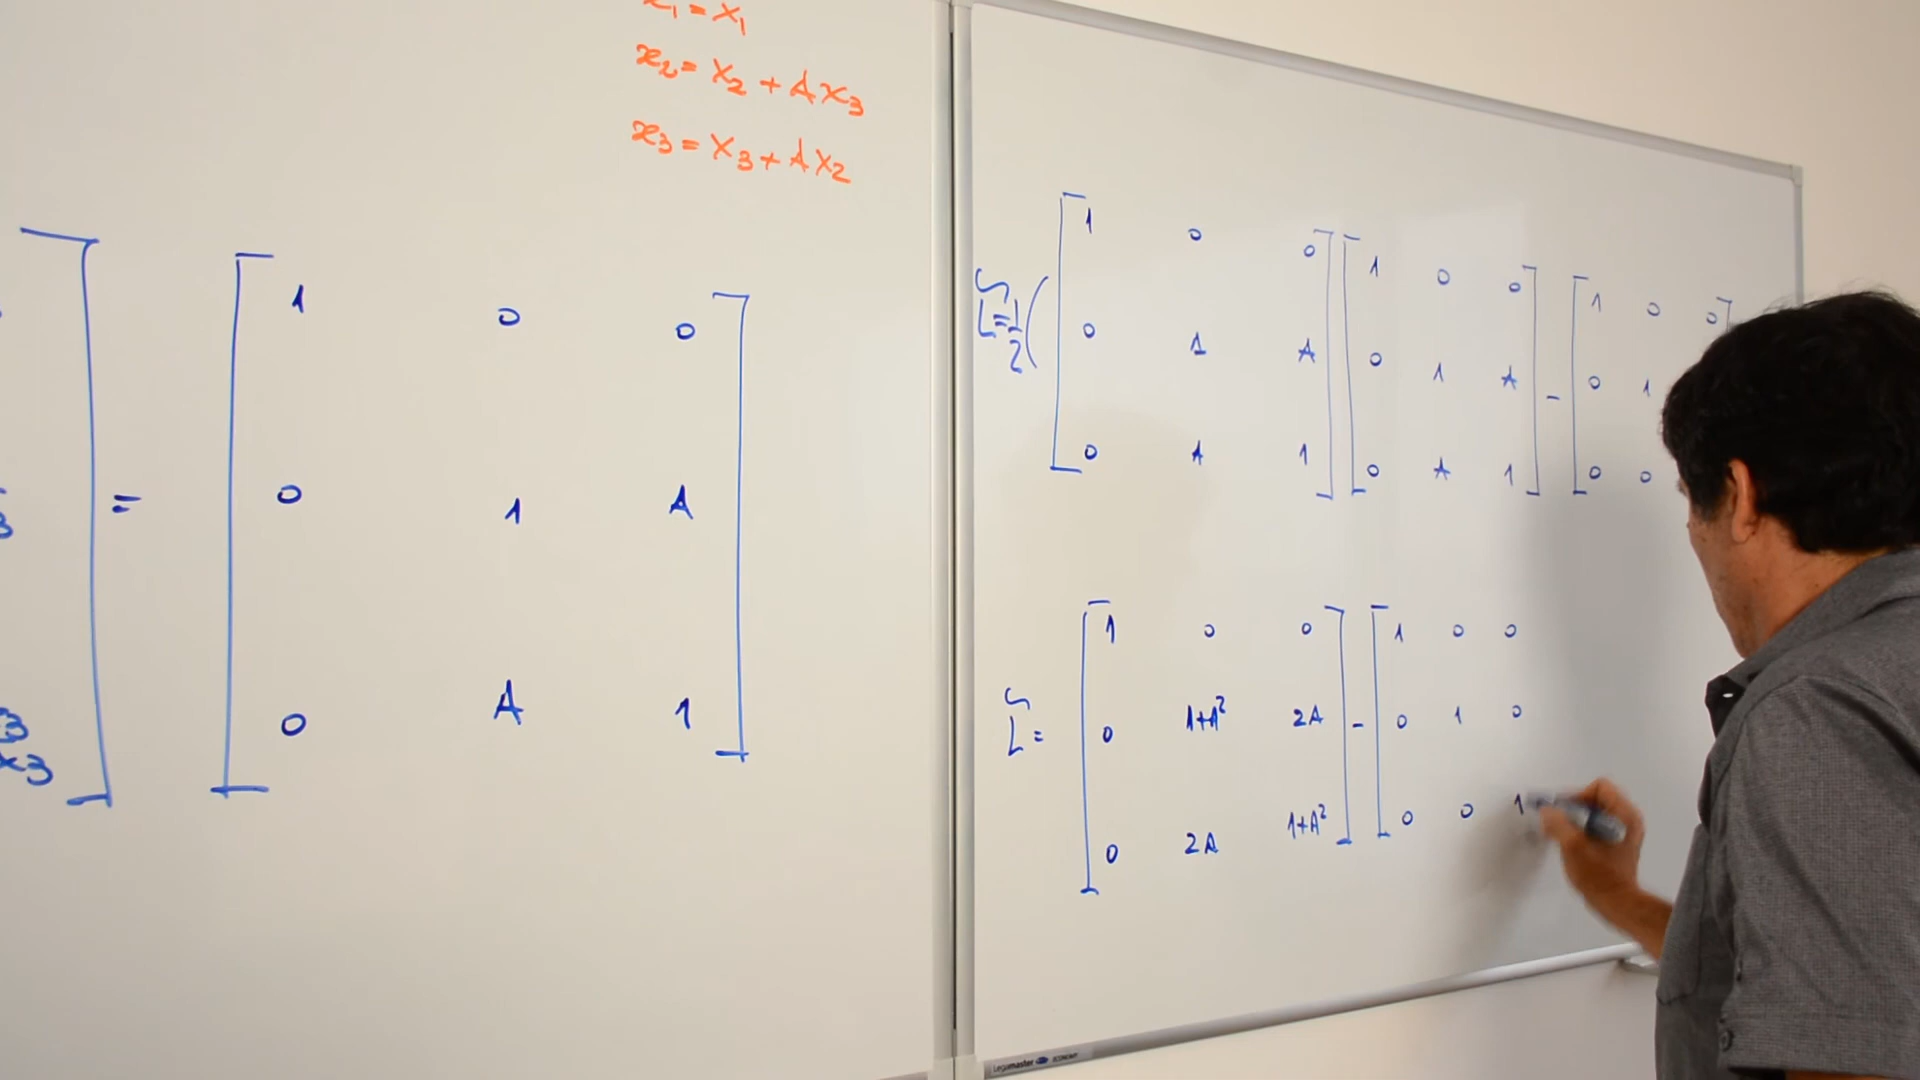 x₁ = X₁
x₂ = X₂ + A x₃
x₃ = X₃ + A X₂
=
1 0 0
0 1 A
0 A 1
L = 1/2 (
1 0 0 1 0 0 1 0 0
0 1 A 0 1 A - 0 1
0 A 1 0 A 1 0 0
L =
1 0 0 1 0 0
0 1+A² 2A - 0 1 0
0 2A 1+A² 0 0 1
Legamaster ECONOMY